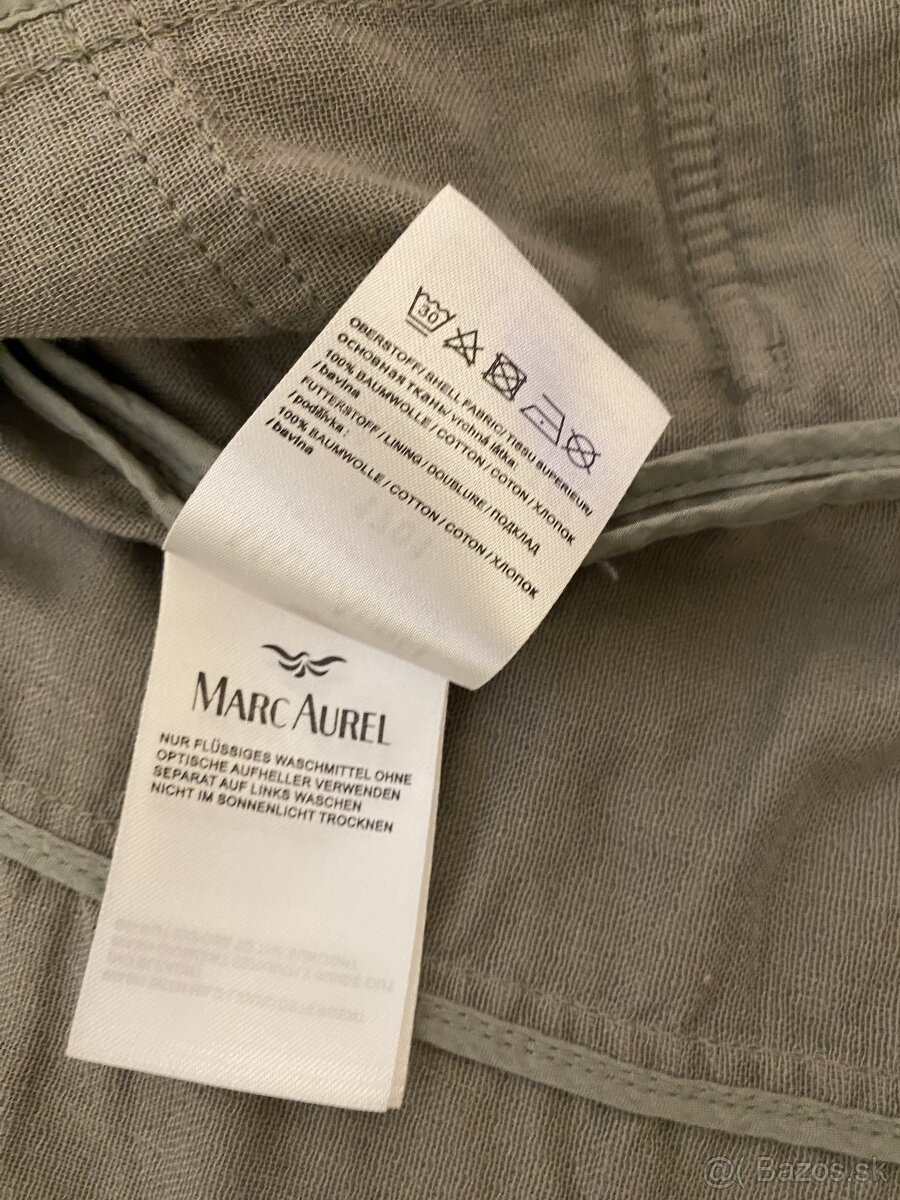 30
OBERSTOFF/ SHELL FABRIC/ TISSU SUPERIEUR/
ОСНОВНАЯ ТКАНЬ/ vrchná látka:
100% BAUMWOLLE / COTTON / COTON / ХЛОПОК
/ bavlna
FUTTERSTOFF / LINING / DOUBLURE / ПОДКЛАД
/ podšívka :
100% BAUMWOLLE / COTTON / COTON / ХЛОПОК
/ bavlna
MARC AUREL
NUR FLÜSSIGES WASCHMITTEL OHNE
OPTISCHE AUFHELLER VERWENDEN
SEPARAT AUF LINKS WASCHEN
NICHT IM SONNENLICHT TROCKNEN
@( Bazos.sk